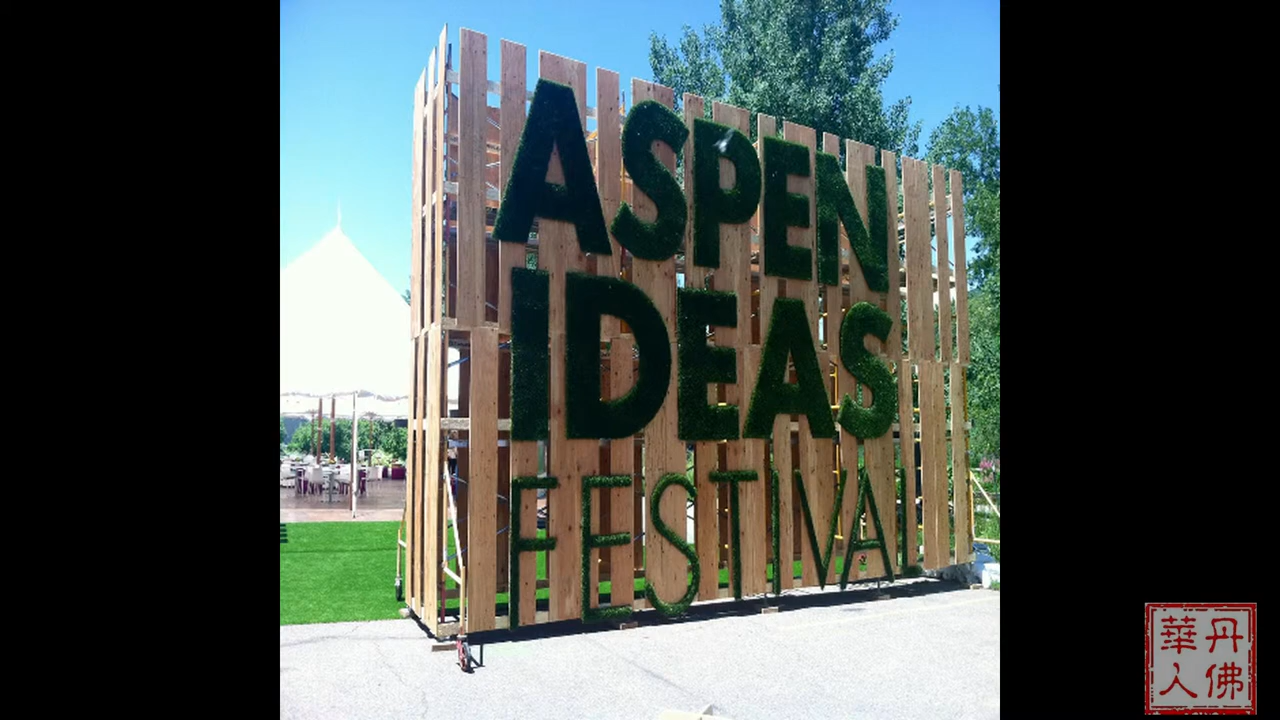 ASPEN
IDEAS
FESTIVAL
丹佛
華人